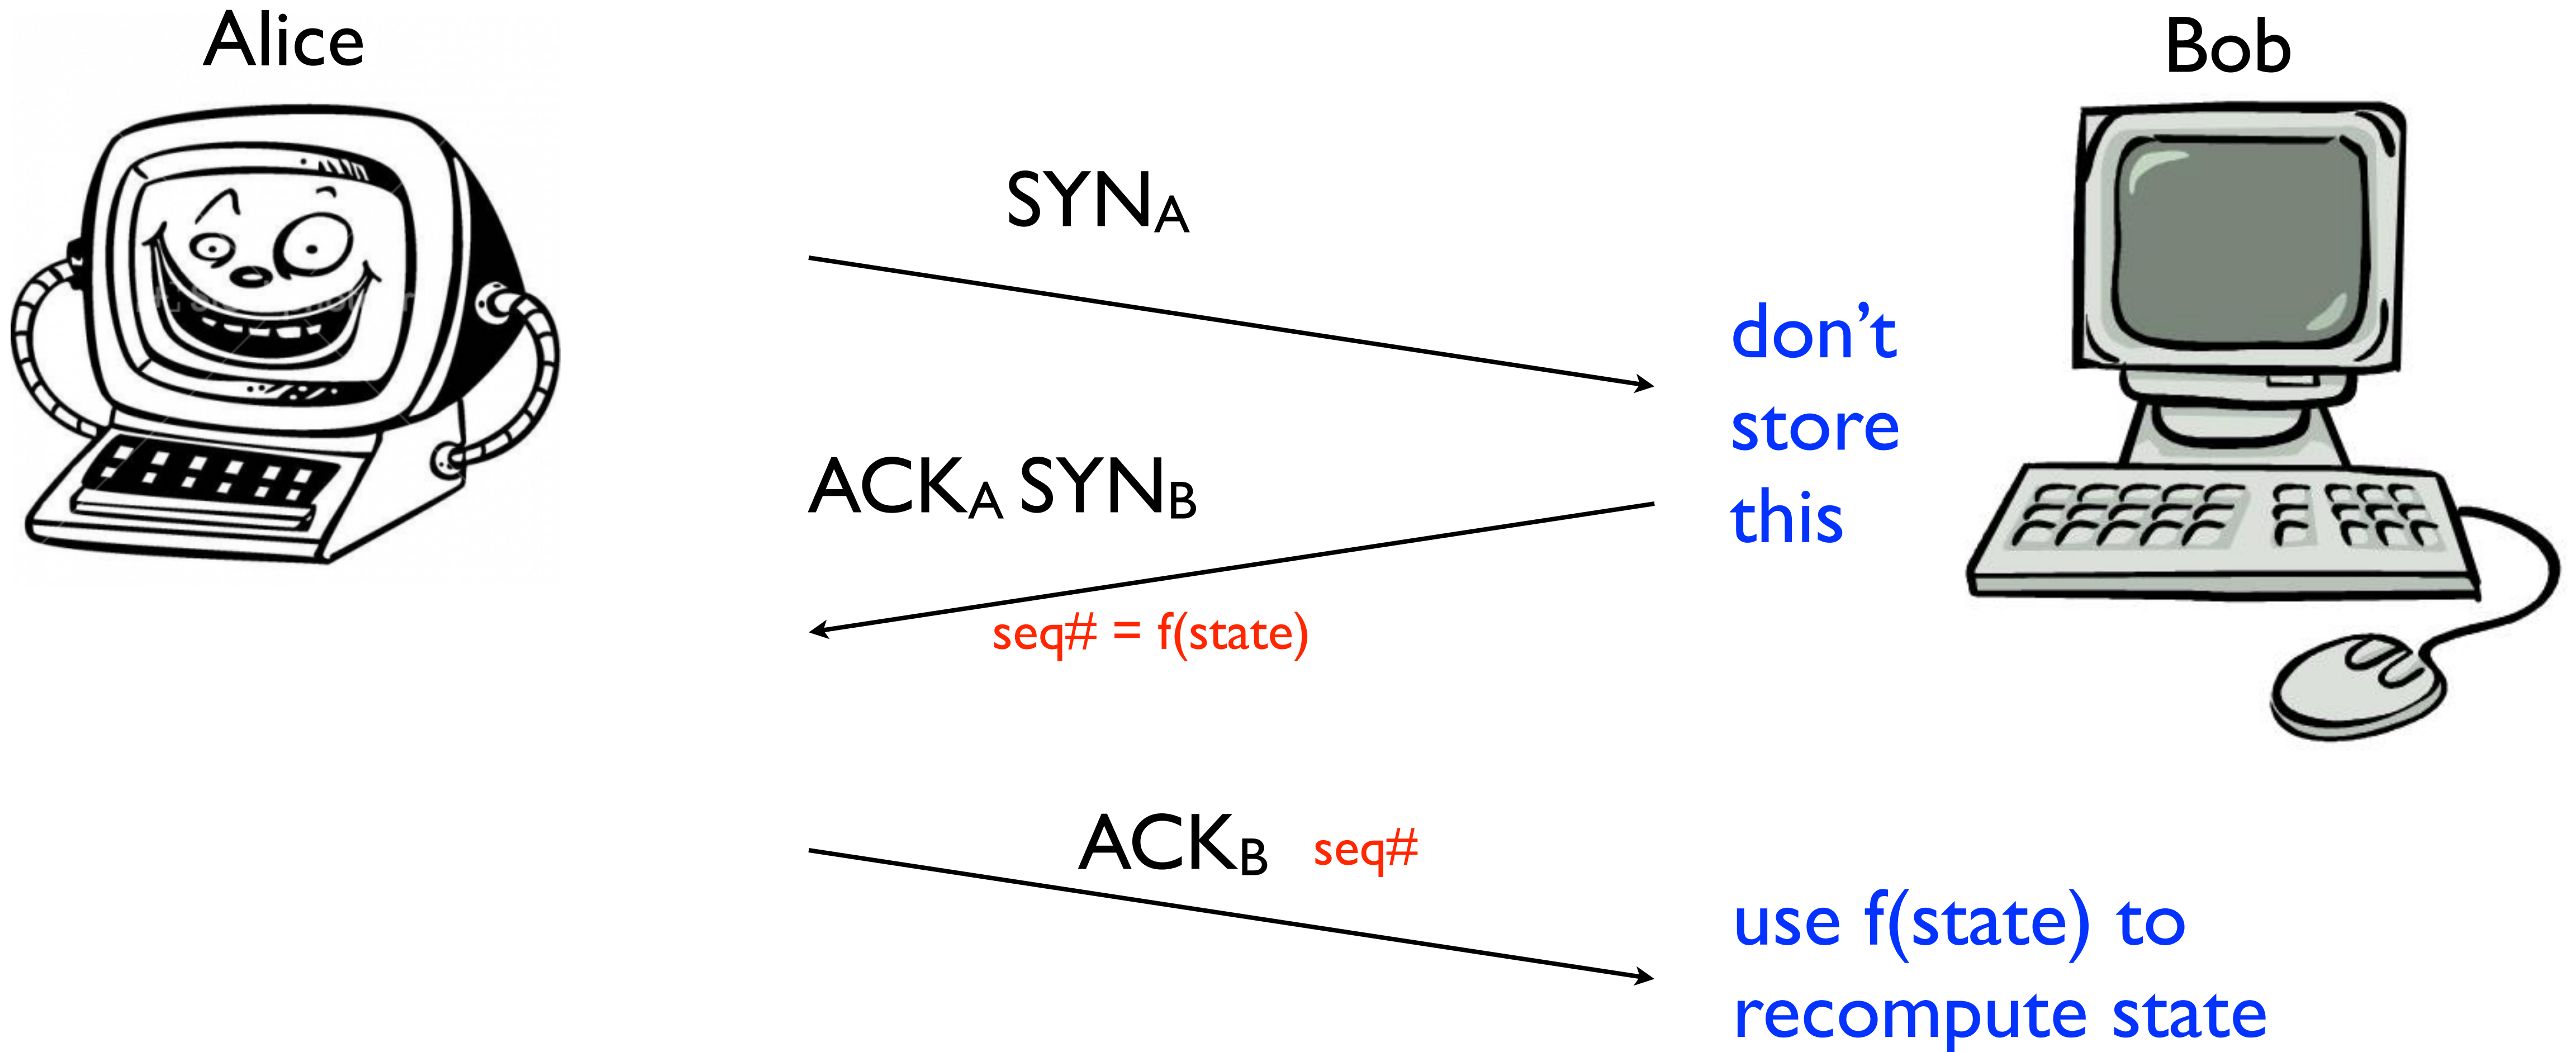 Alice
Bob
SYNA
don't
store
this
ACKA SYNB
seq# = f(state)
ACKB seq#
use f(state) to
recompute state